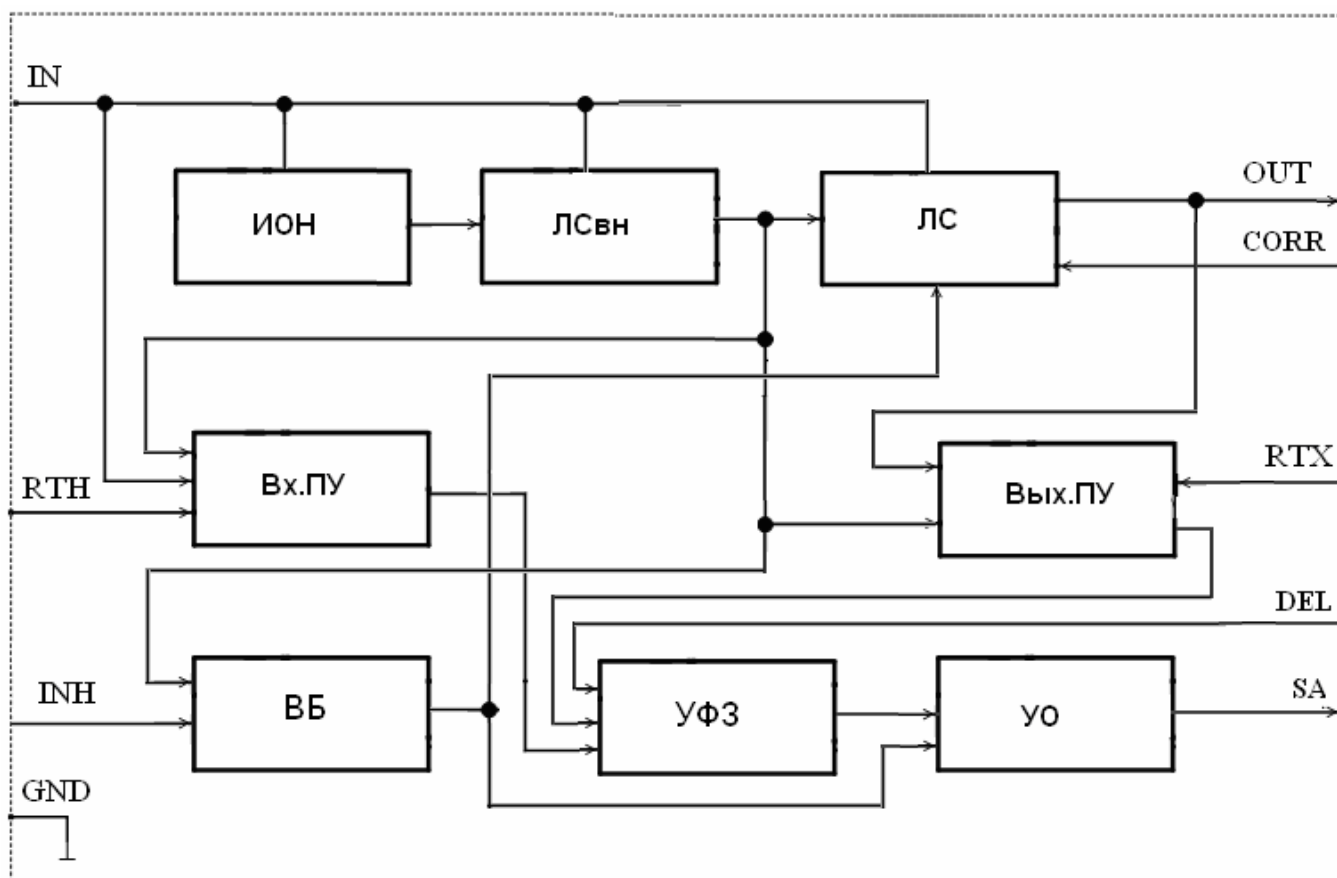 IN
OUT
ИОН
ЛСвн
ЛС
CORR
Вх.ПУ
Вых.ПУ
RTX
RTH
DEL
INH
ВБ
УФЗ
УО
SA
GND